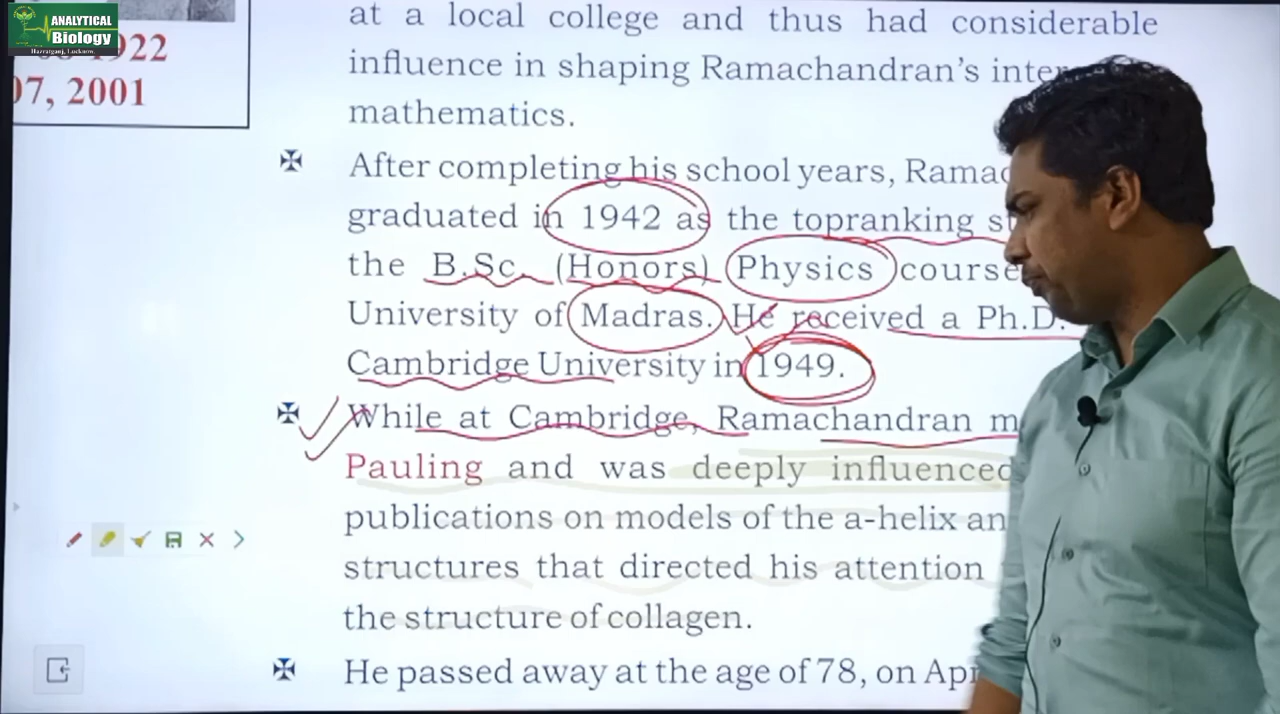 ANALYTICAL
Biology
Hazratganj, Lucknow.
1922
07, 2001
at a local college and thus had considerable
influence in shaping Ramachandran's
mathematics.
After completing his school years,
graduated in 1942 as the topranking
the B.Sc. (Honors) Physics course
University of Madras. He received a Ph.D.
Cambridge University in 1949.
While at Cambridge, Ramachandran
Pauling and was deeply influenced
publications on models of the a-helix
structures that directed his attention
the structure of collagen.
He passed away at the age of 78, on